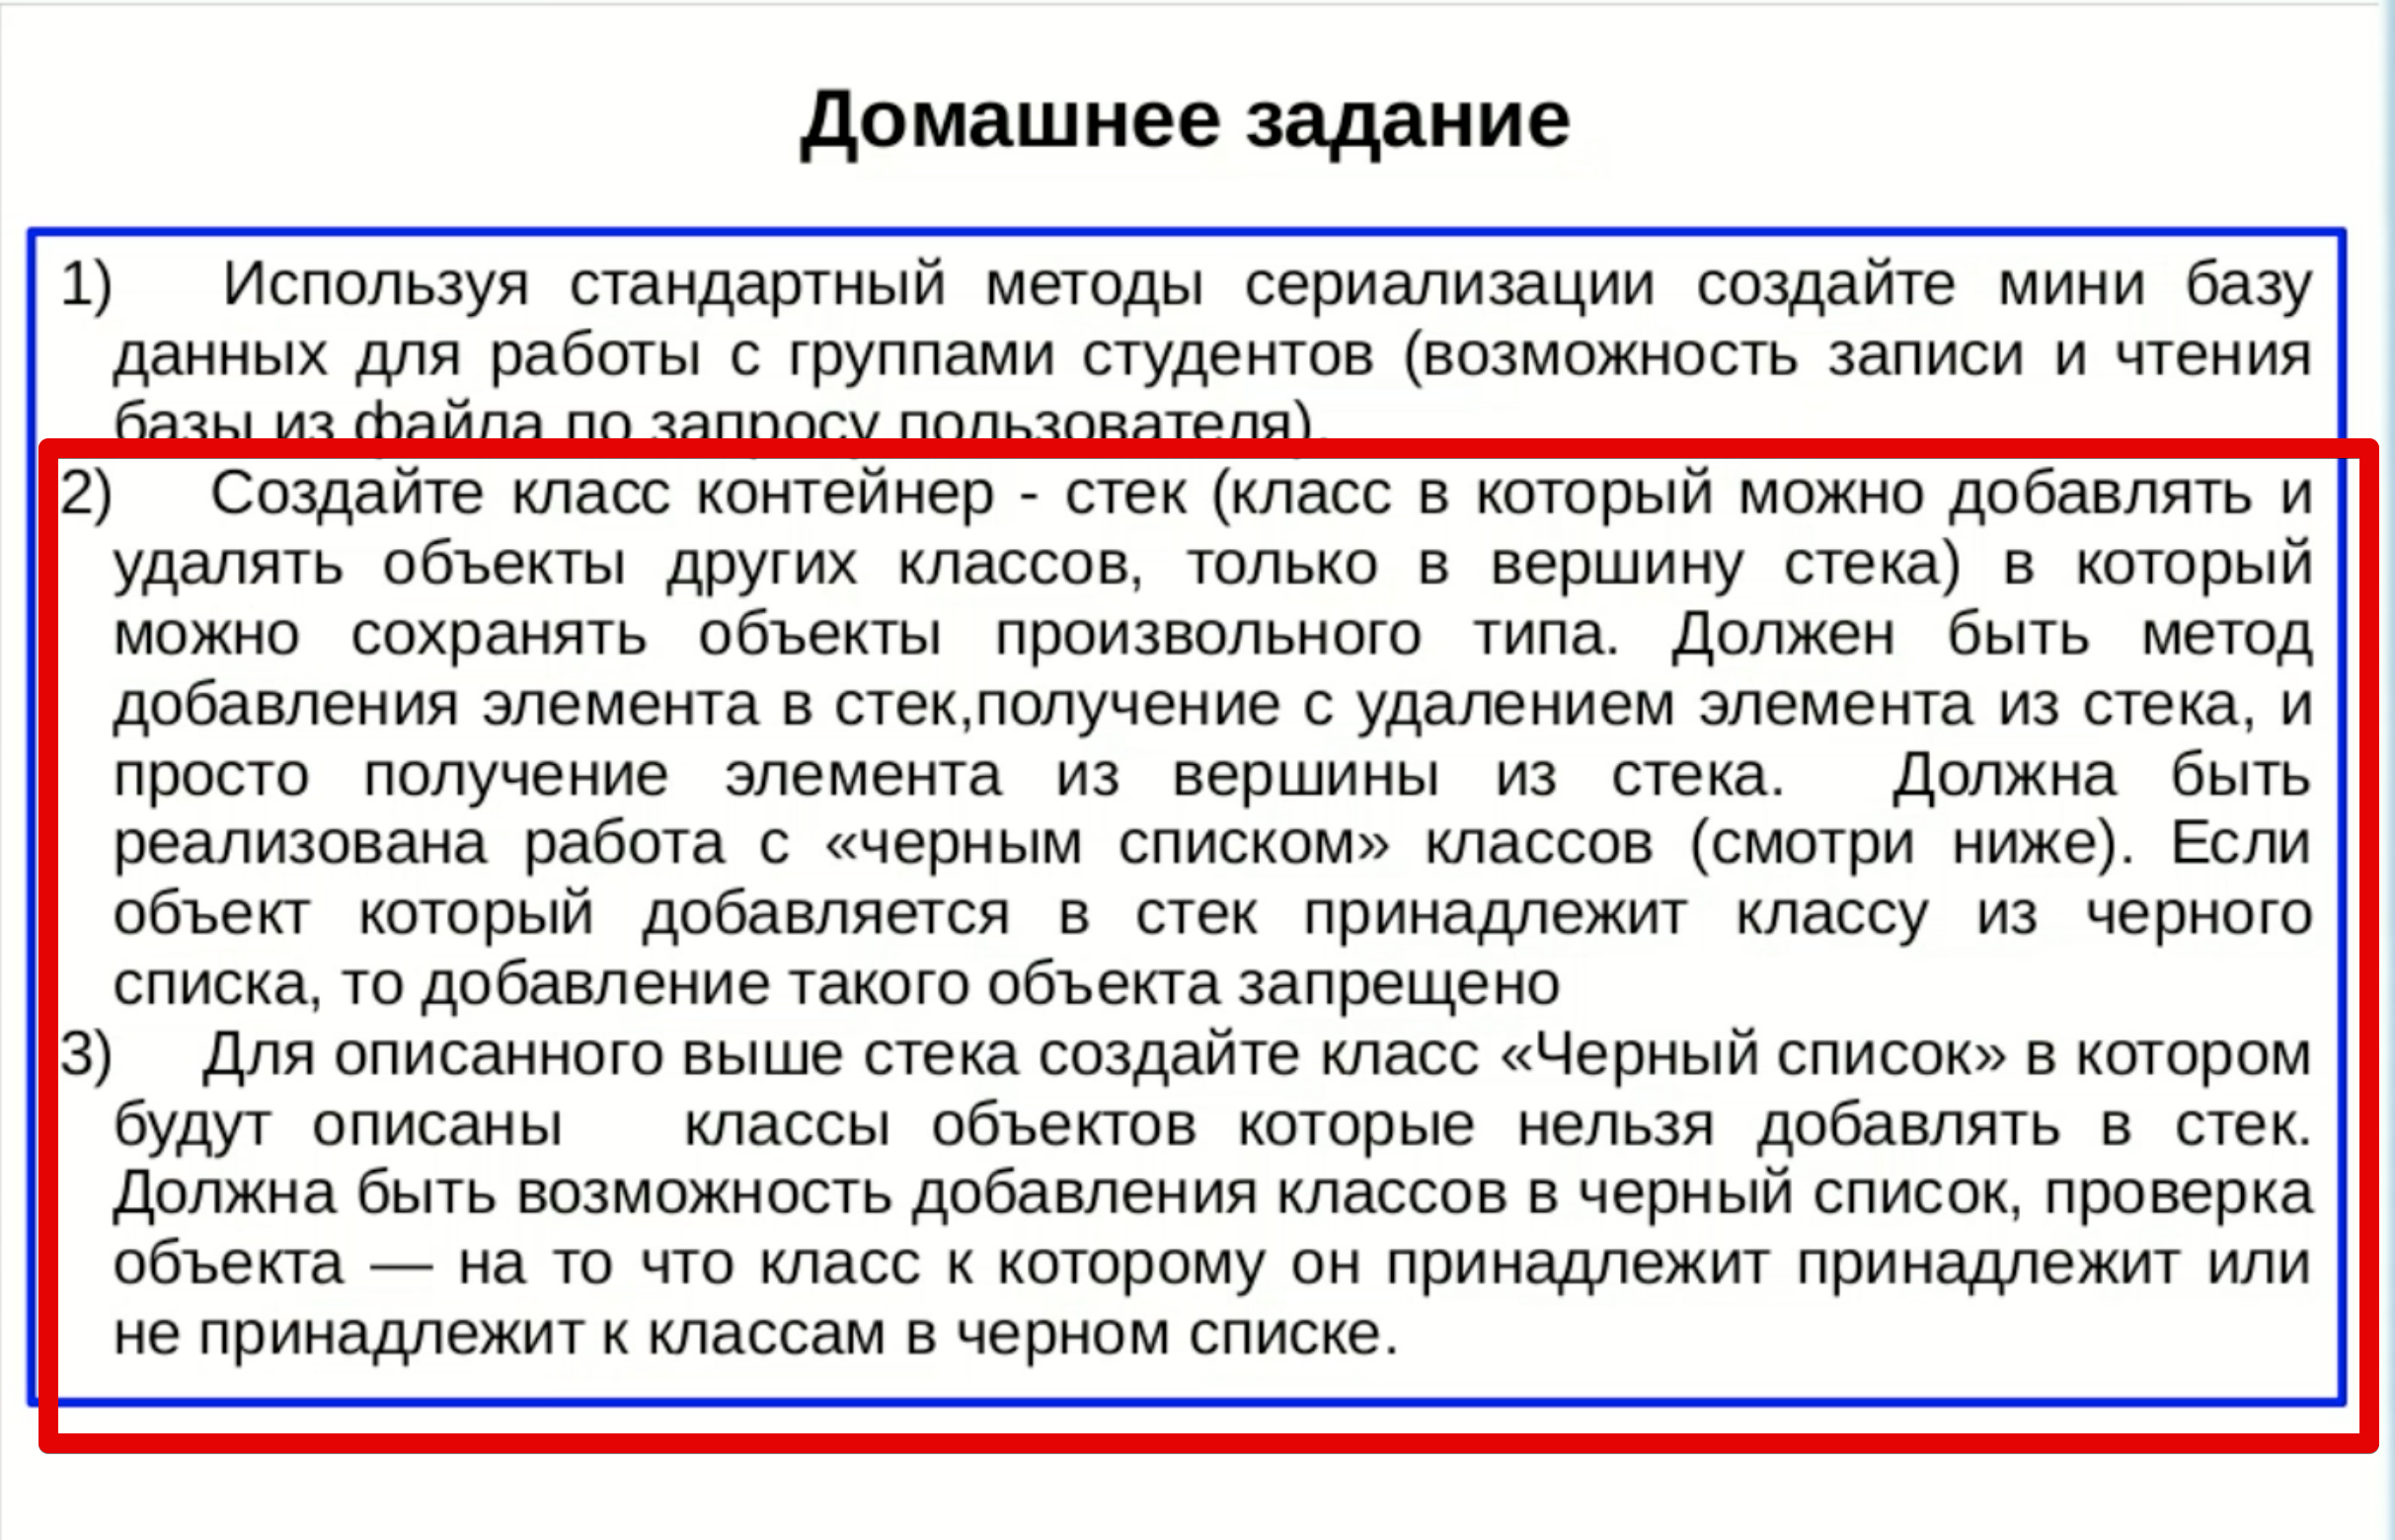 Домашнее задание
1) Используя стандартный методы сериализации создайте мини базу
данных для работы с группами студентов (возможность записи и чтения
базы из файла по запросу пользователя).
2) Создайте класс контейнер - стек (класс в который можно добавлять и
удалять объекты других классов, только в вершину стека) в который
можно сохранять объекты произвольного типа. Должен быть метод
добавления элемента в стек,получение с удалением элемента из стека, и
просто получение элемента из вершины из стека. Должна быть
реализована работа с «черным списком» классов (смотри ниже). Если
объект который добавляется в стек принадлежит классу из черного
списка, то добавление такого объекта запрещено
3) Для описанного выше стека создайте класс «Черный список» в котором
будут описаны классы объектов которые нельзя добавлять в стек.
Должна быть возможность добавления классов в черный список, проверка
объекта — на то что класс к которому он принадлежит принадлежит или
не принадлежит к классам в черном списке.